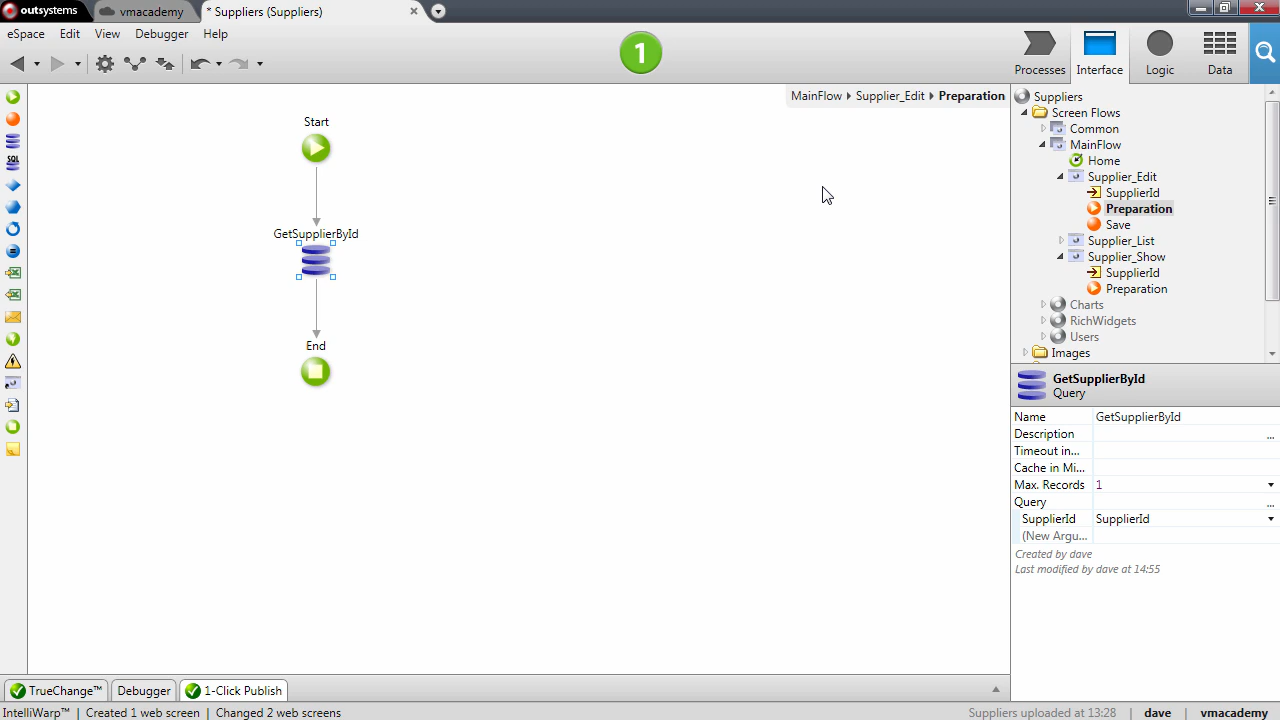 outsystems
vmacademy
* Suppliers (Suppliers)
eSpace Edit View Debugger Help
1
Processes Interface Logic Data
MainFlow Supplier_Edit Preparation
SQL
Start
GetSupplierById
End
Suppliers
Screen Flows
Common
MainFlow
Home
Supplier_Edit
SupplierId
Preparation
Save
Supplier_List
Supplier_Show
SupplierId
Preparation
Charts
RichWidgets
Users
Images
GetSupplierById
Query
Name GetSupplierById
Description ...
Timeout in...
Cache in Mi...
Max. Records 1
Query ...
SupplierId SupplierId
(New Argu...
Created by dave
Last modified by dave at 14:55
TrueChange™ Debugger 1-Click Publish
IntelliWarp™ | Created 1 web screen | Changed 2 web screens
Suppliers uploaded at 13:28 | dave | vmacademy